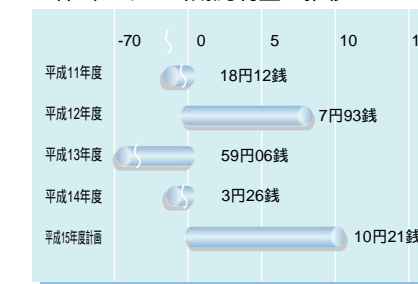 -70 0 5 10
平成11年度 18円12銭
平成12年度 7円93銭
平成13年度 59円06銭
平成14年度 3円26銭
平成15年度計画 10円21銭